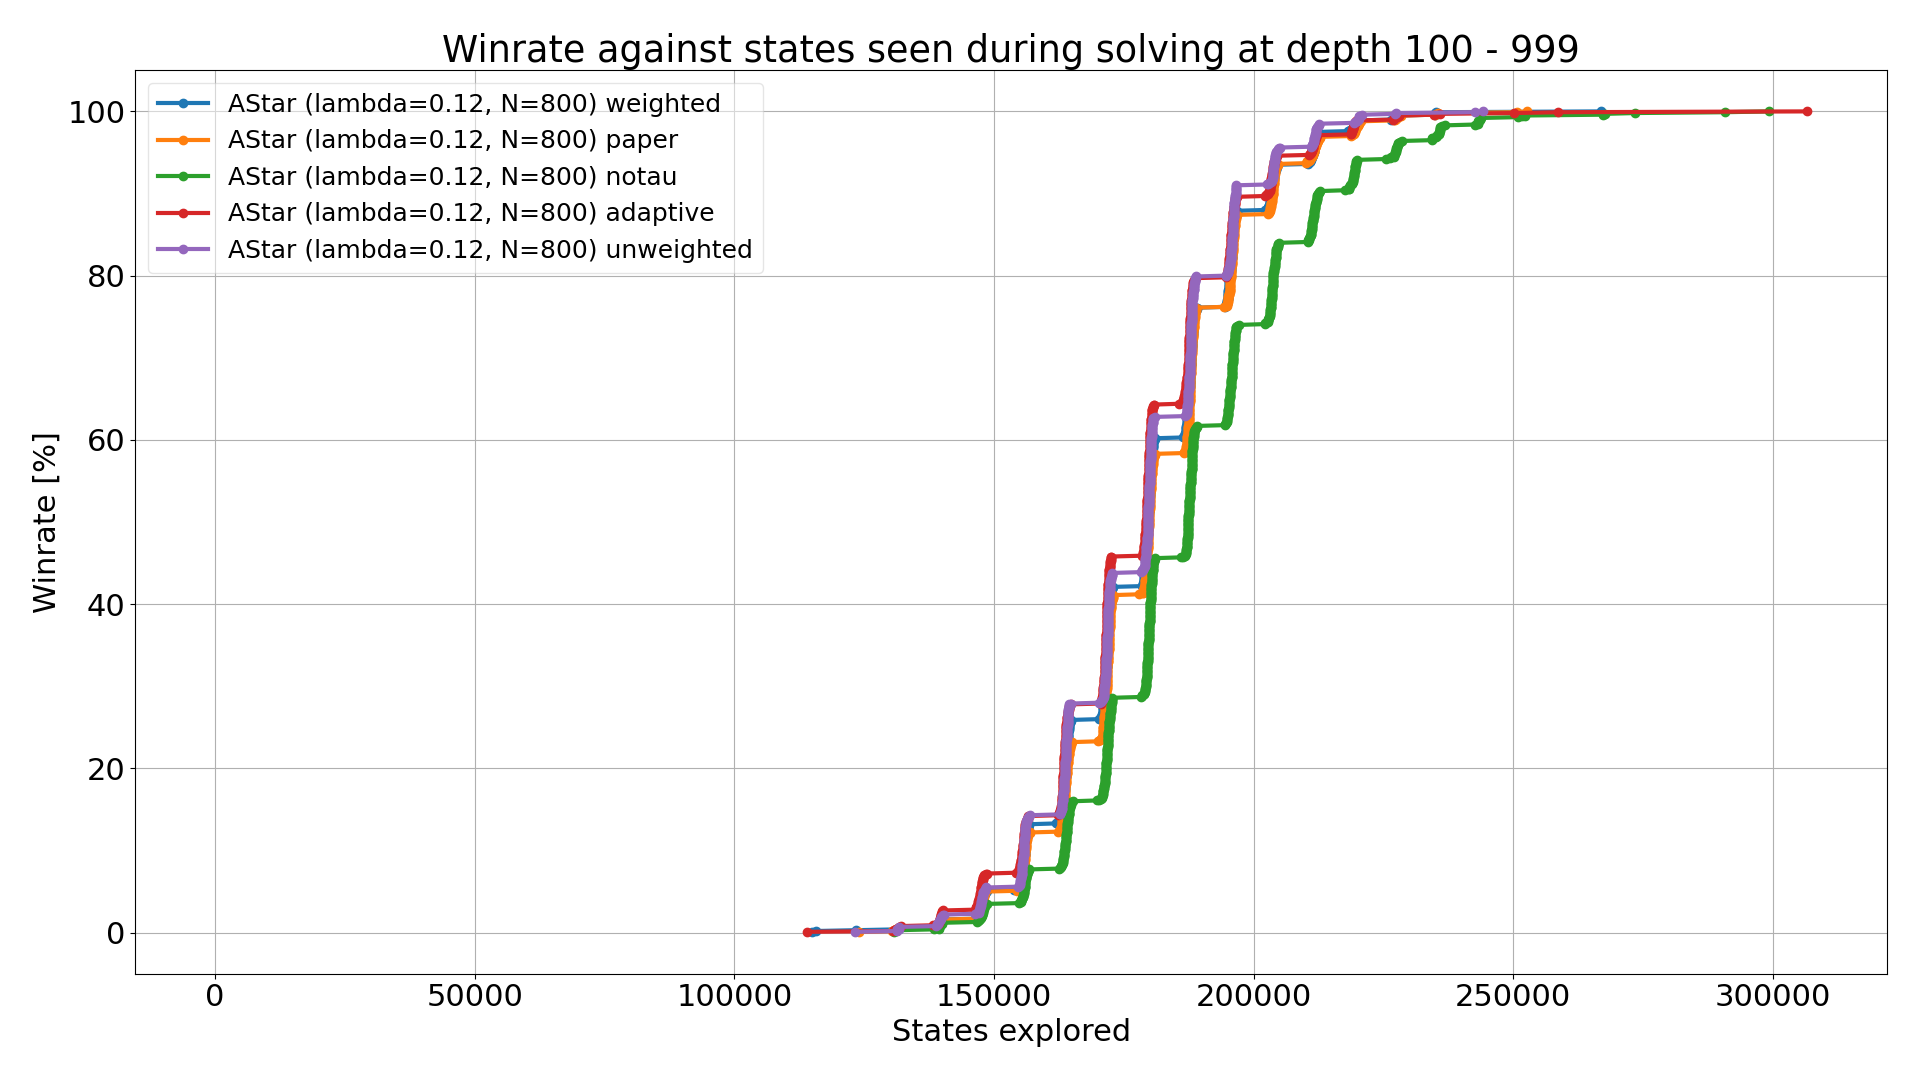 Winrate against states seen during solving at depth 100 - 999
AStar (lambda=0.12, N=800) weighted
AStar (lambda=0.12, N=800) paper
AStar (lambda=0.12, N=800) notau
AStar (lambda=0.12, N=800) adaptive
AStar (lambda=0.12, N=800) unweighted
Winrate [%]
100
80
60
40
20
0
0 50000 100000 150000 200000 250000 300000
States explored